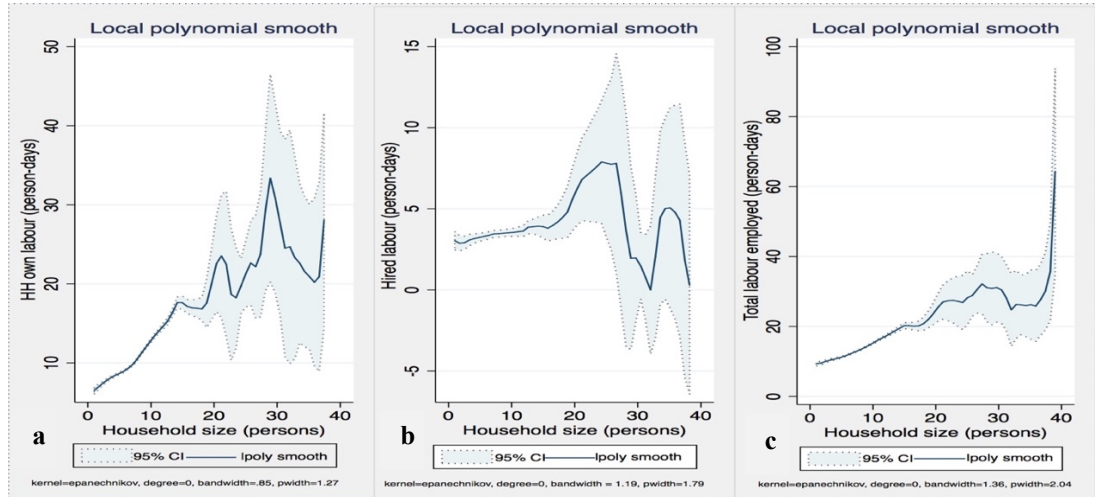 Local polynomial smooth
50
40
30
20
10
HH own labour (person-days)
0 10 20 30 40
Household size (persons)
a
95% CI lpoly smooth
kernel=epanechnikov, degree=0, bandwidth=.85, pwidth=1.27
Local polynomial smooth
15
10
5
0
-5
Hired labour (person-days)
0 10 20 30 40
Household size (persons)
b
95% CI lpoly smooth
kernel=epanechnikov, degree=0, bandwidth = 1.19, pwidth=1.79
Local polynomial smooth
100
80
60
40
20
0
Total labour employed (person-days)
0 10 20 30 40
Household size (persons)
c
95% CI lpoly smooth
kernel=epanechnikov, degree=0, bandwidth=1.36, pwidth=2.04